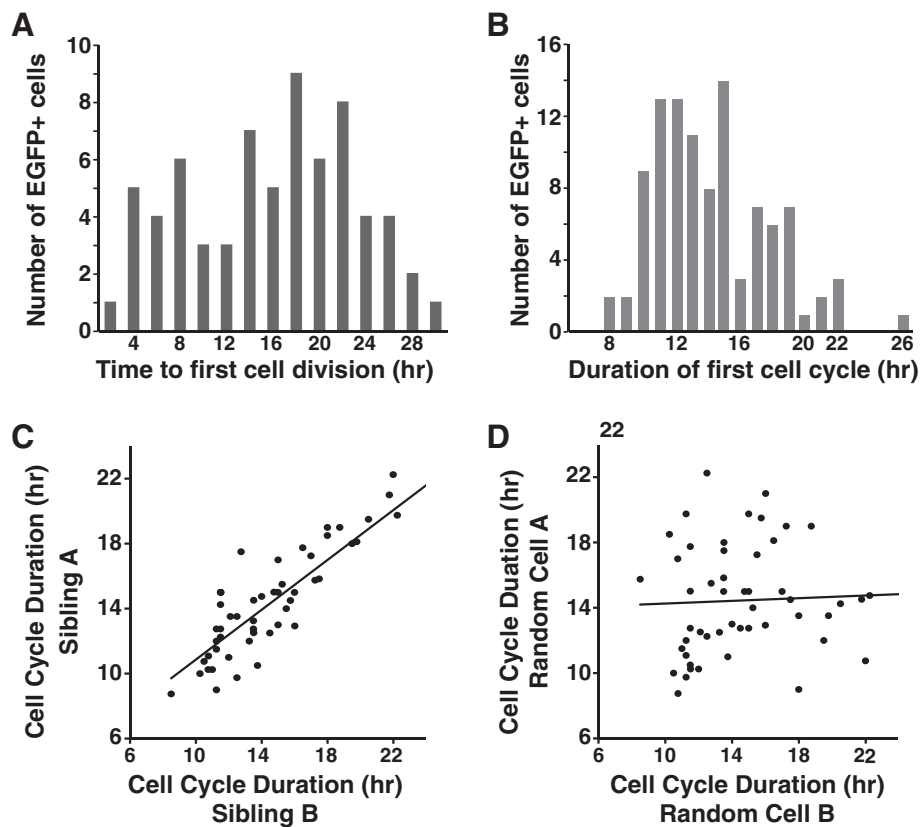 A
Number of EGFP+ cells
10
8
6
4
2
0
4 8 12 16 20 24 28
Time to first cell division (hr)
B
Number of EGFP+ cells
16
12
8
4
0
8 12 16 20 22 26
Duration of first cell cycle (hr)
C
Cell Cycle Duration (hr)
Sibling A
22
18
14
10
6
6 10 14 18 22
Cell Cycle Duration (hr)
Sibling B
D
22
Cell Cycle Duation (hr)
Random Cell A
22
18
14
10
6
6 10 14 18 22
Cell Cycle Duration (hr)
Random Cell B